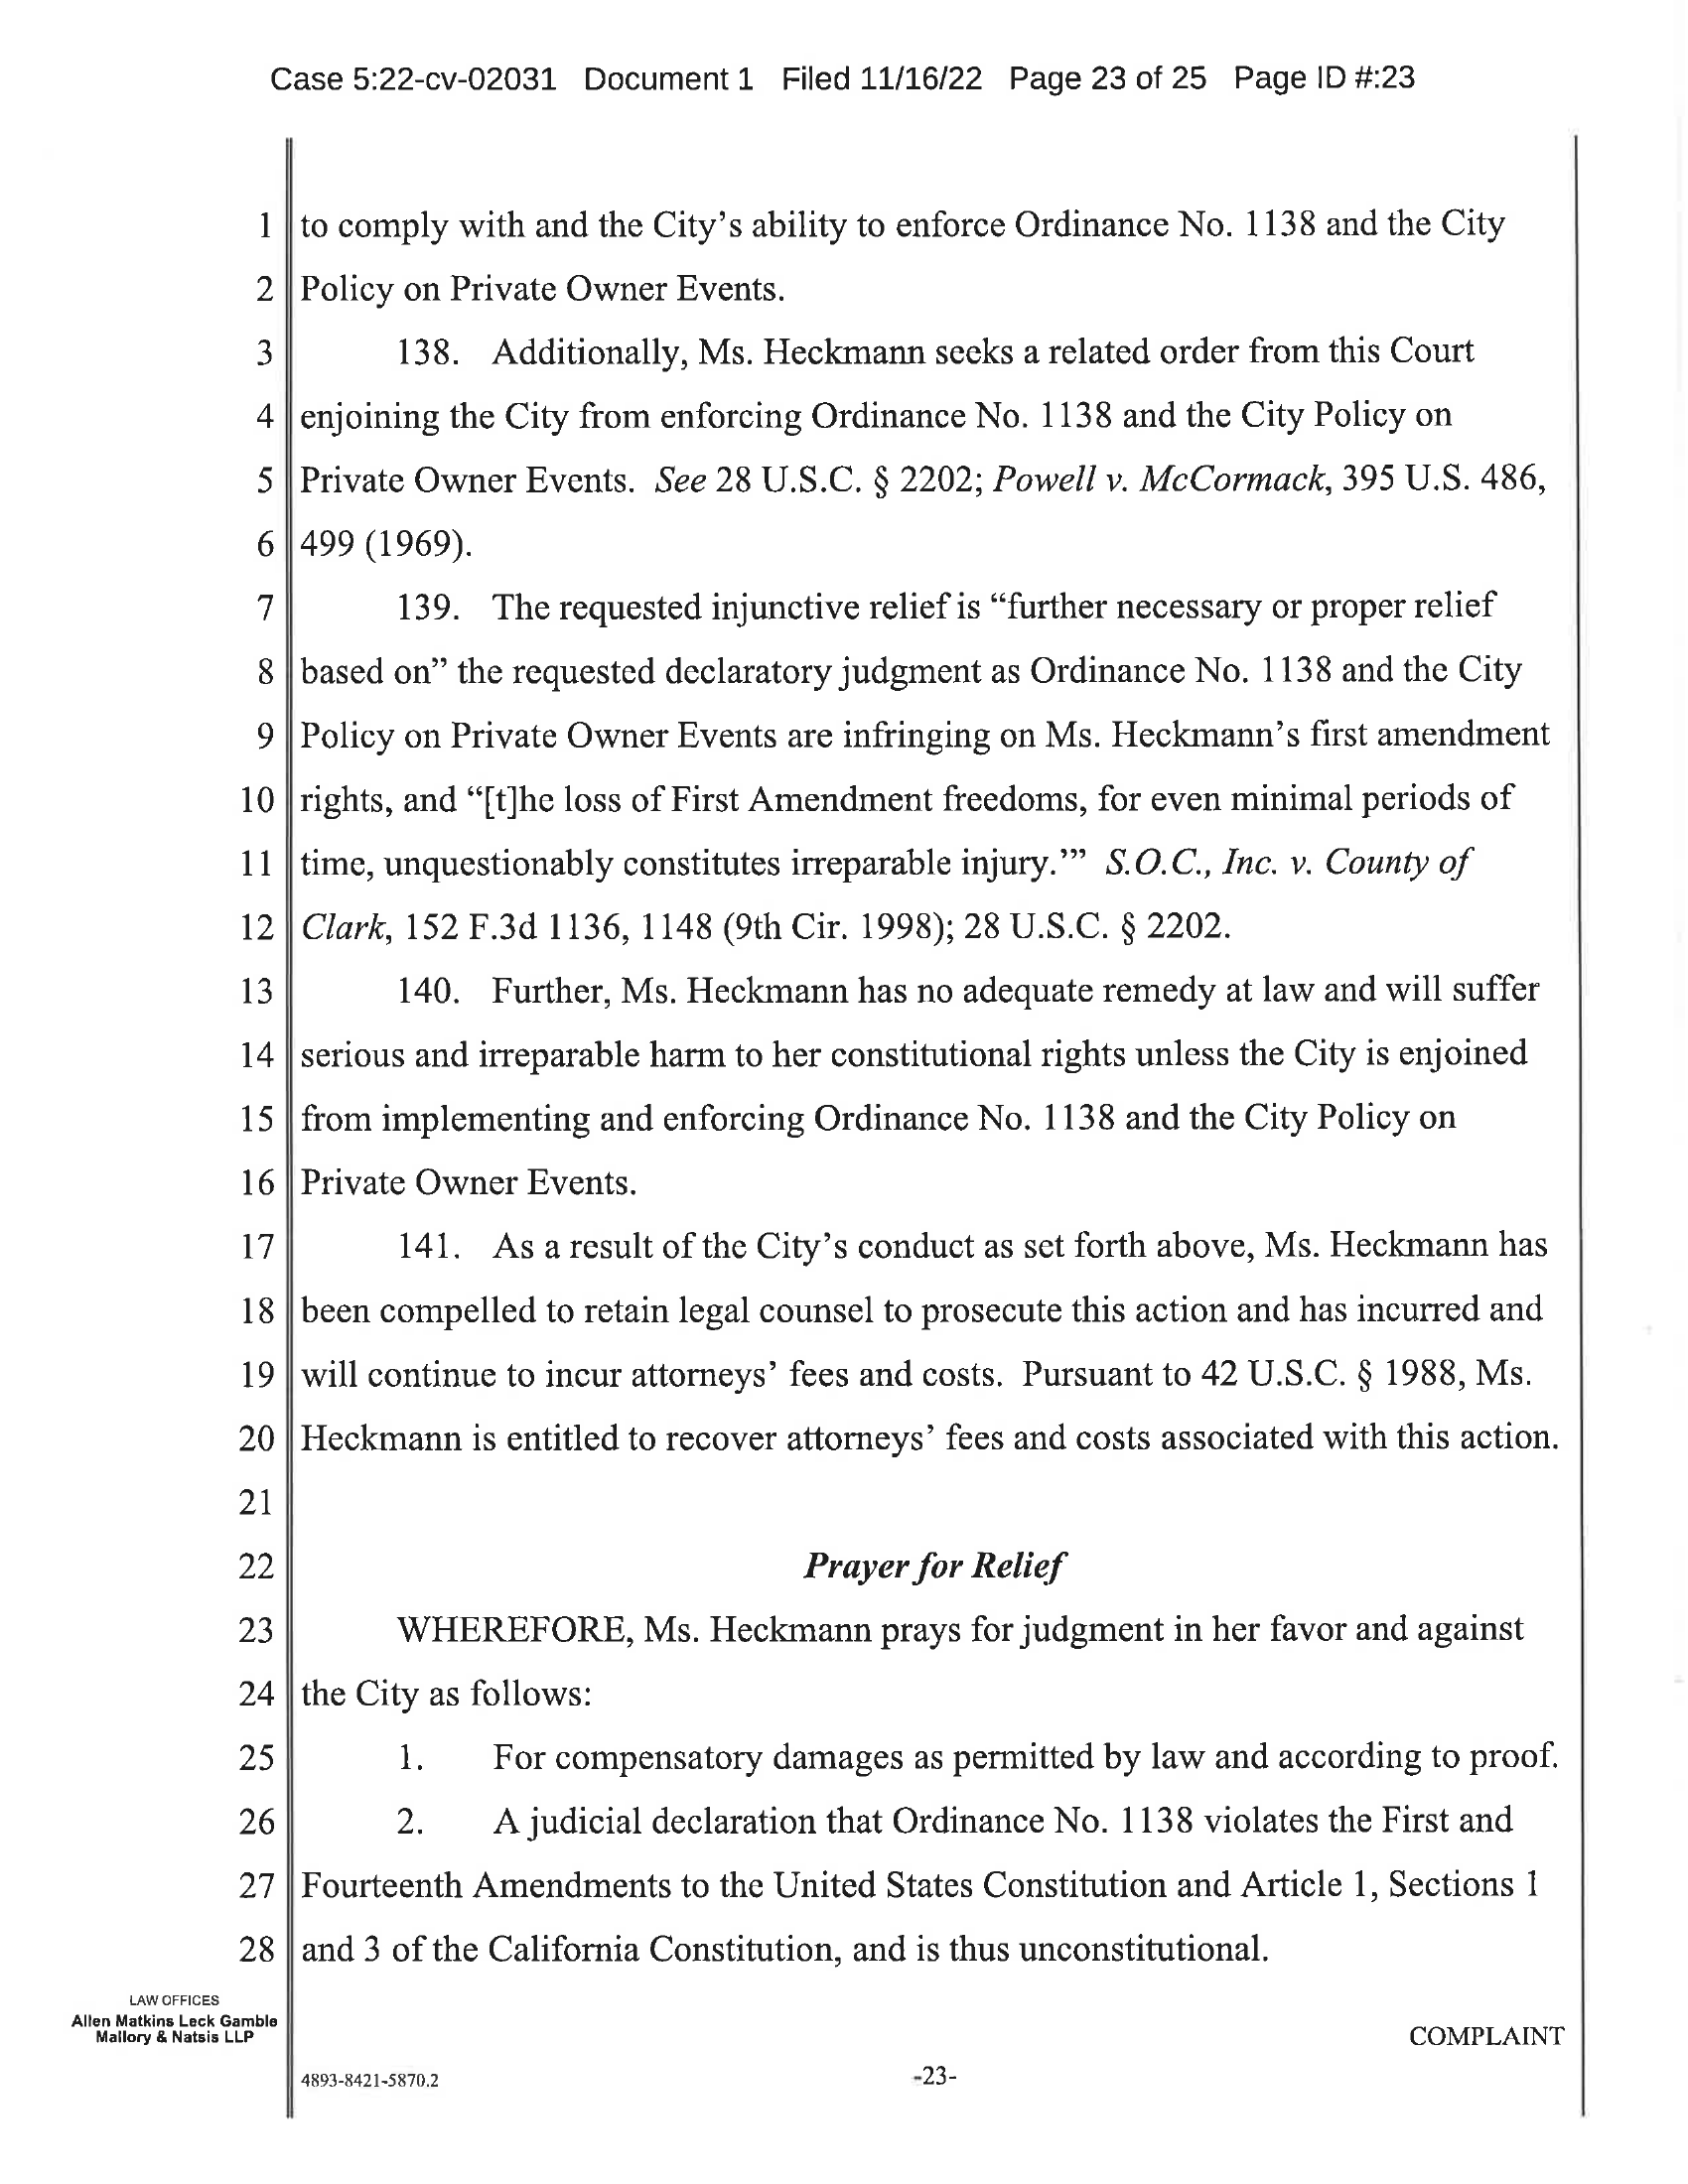 Case 5:22-cv-02031 Document 1 Filed 11/16/22 Page 23 of 25 Page ID #:23
1 to comply with and the City’s ability to enforce Ordinance No. 1138 and the City
2 Policy on Private Owner Events.
3 138. Additionally, Ms. Heckmann seeks a related order from this Court
4 enjoining the City from enforcing Ordinance No. 1138 and the City Policy on
5 Private Owner Events. See 28 U.S.C. § 2202; Powell v. McCormack, 395 U.S. 486,
6 499 (1969).
7 139. The requested injunctive relief is “further necessary or proper relief
8 based on” the requested declaratory judgment as Ordinance No. 1138 and the City
9 Policy on Private Owner Events are infringing on Ms. Heckmann’s first amendment
10 rights, and “[t]he loss of First Amendment freedoms, for even minimal periods of
11 time, unquestionably constitutes irreparable injury.’” S.O.C., Inc. v. County of
12 Clark, 152 F.3d 1136, 1148 (9th Cir. 1998); 28 U.S.C. § 2202.
13 140. Further, Ms. Heckmann has no adequate remedy at law and will suffer
14 serious and irreparable harm to her constitutional rights unless the City is enjoined
15 from implementing and enforcing Ordinance No. 1138 and the City Policy on
16 Private Owner Events.
17 141. As a result of the City’s conduct as set forth above, Ms. Heckmann has
18 been compelled to retain legal counsel to prosecute this action and has incurred and
19 will continue to incur attorneys’ fees and costs. Pursuant to 42 U.S.C. § 1988, Ms.
20 Heckmann is entitled to recover attorneys’ fees and costs associated with this action.
21
22 Prayer for Relief
23 WHEREFORE, Ms. Heckmann prays for judgment in her favor and against
24 the City as follows:
25 1. For compensatory damages as permitted by law and according to proof.
26 2. A judicial declaration that Ordinance No. 1138 violates the First and
27 Fourteenth Amendments to the United States Constitution and Article 1, Sections 1
28 and 3 of the California Constitution, and is thus unconstitutional.
LAW OFFICES
Allen Matkins Leck Gamble
Mallory & Natsis LLP
COMPLAINT
4893-8421-5870.2
-23-